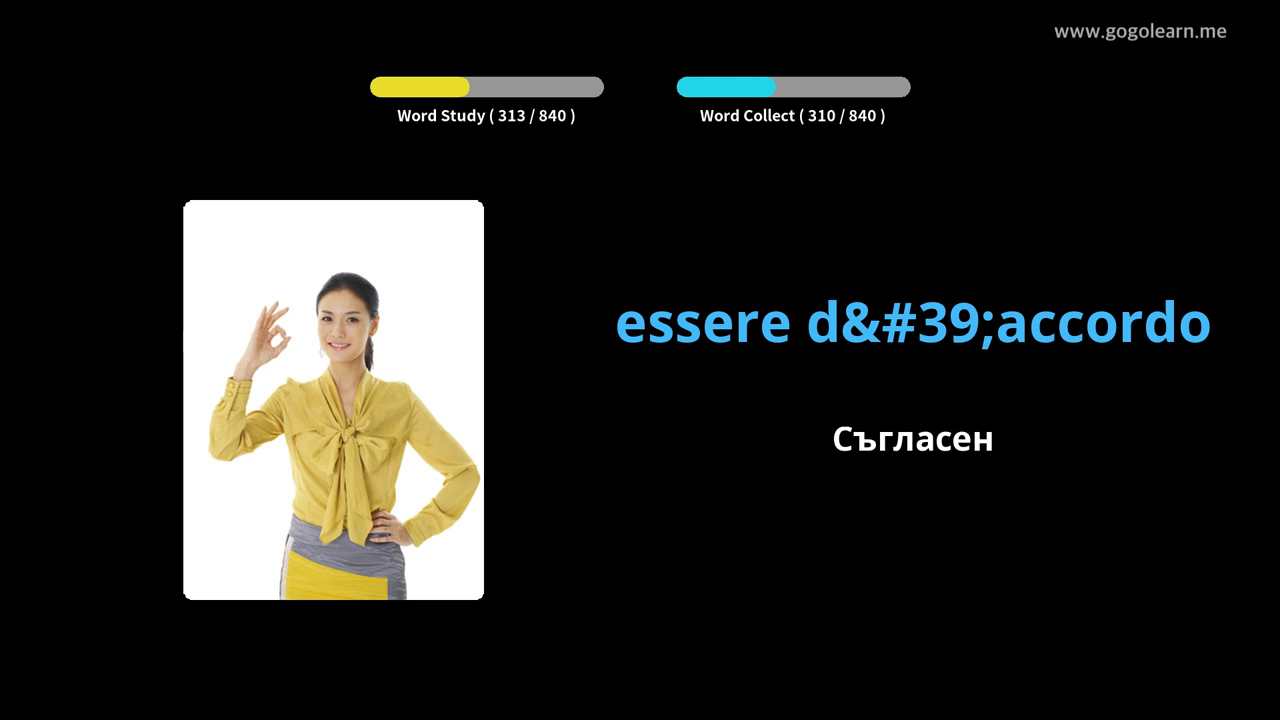 www.gogolearn.me
Word Study ( 313 / 840 )
Word Collect ( 310 / 840 )
essere d&#39;accordo
Съгласен